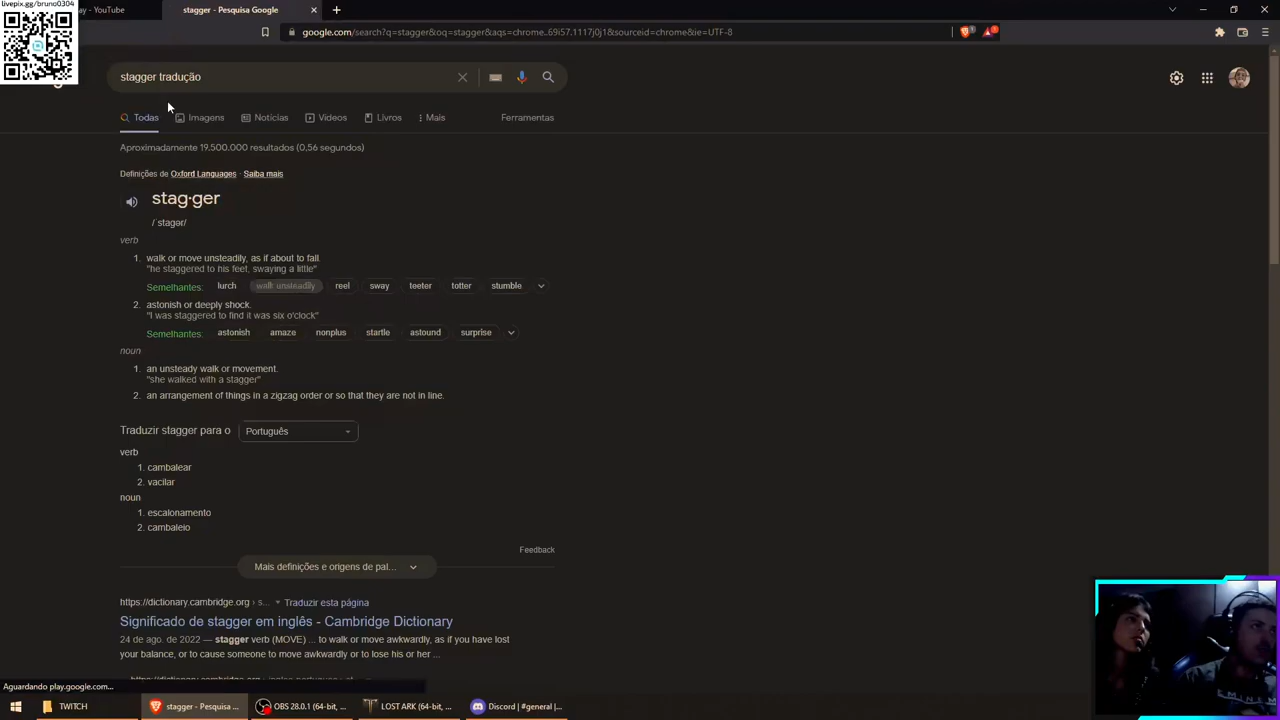 livepix.gg/bruno0304
ay - YouTube
stagger - Pesquisa Google
google.com/search?q=stagger&oq=stagger&aqs=chrome..69i57.1117j0j1&sourceid=chrome&ie=UTF-8
stagger tradução
Todas
Imagens
Notícias
Vídeos
Livros
Mais
Ferramentas
Aproximadamente 19.500.000 resultados (0,56 segundos)
Definições de Oxford Languages · Saiba mais
stag·ger
/ˈstaɡər/
verb
1. walk or move unsteadily, as if about to fall.
"he staggered to his feet, swaying a little"
Semelhantes: lurch walk unsteadily reel sway teeter totter stumble
2. astonish or deeply shock.
"I was staggered to find it was six o'clock"
Semelhantes: astonish amaze nonplus startle astound surprise
noun
1. an unsteady walk or movement.
"she walked with a stagger"
2. an arrangement of things in a zigzag order or so that they are not in line.
Traduzir stagger para o Português
verb
1. cambalear
2. vacilar
noun
1. escalonamento
2. cambaleio
Feedback
Mais definições e origens de pal...
https://dictionary.cambridge.org › s... Traduzir esta página
Significado de stagger em inglês - Cambridge Dictionary
24 de ago. de 2022 — stagger verb (MOVE) ... to walk or move awkwardly, as if you have lost
your balance, or to cause someone to move awkwardly or to lose his or her ...
Aguardando play.google.com...
TWITCH
stagger - Pesquisa ...
OBS 28.0.1 (64-bit, ...
LOST ARK (64-bit, ...
Discord | #general |...